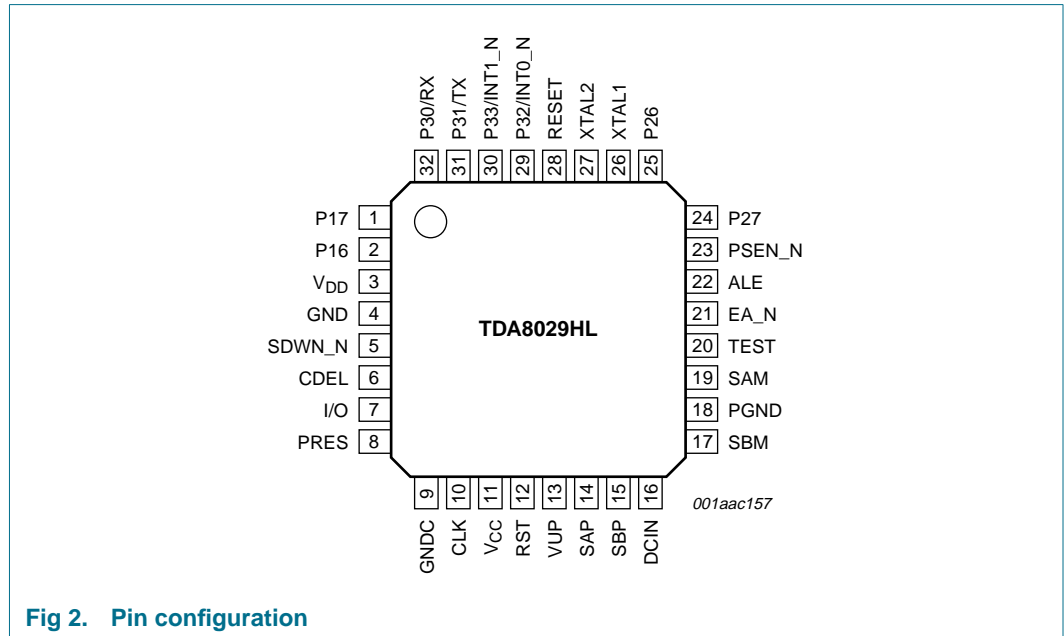 P30/RX
P31/TX
P33/INT1_N
P32/INT0_N
RESET
XTAL2
XTAL1
P26
32
31
30
29
28
27
26
25
P17 1
P16 2
VDD 3
GND 4
SDWN_N 5
CDEL 6
I/O 7
PRES 8
TDA8029HL
24 P27
23 PSEN_N
22 ALE
21 EA_N
20 TEST
19 SAM
18 PGND
17 SBM
9
10
11
12
13
14
15
16
GNDC
CLK
VCC
RST
VUP
SAP
SBP
DCIN
001aac157
Fig 2. Pin configuration